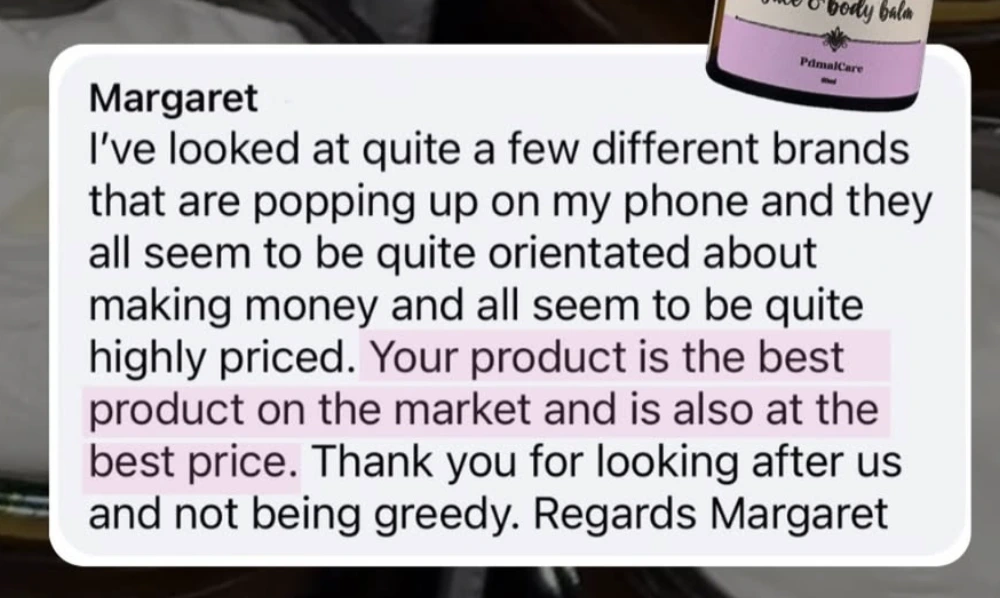 & body balm
PrimalCare
Margaret
I've looked at quite a few different brands
that are popping up on my phone and they
all seem to be quite orientated about
making money and all seem to be quite
highly priced. Your product is the best
product on the market and is also at the
best price. Thank you for looking after us
and not being greedy. Regards Margaret